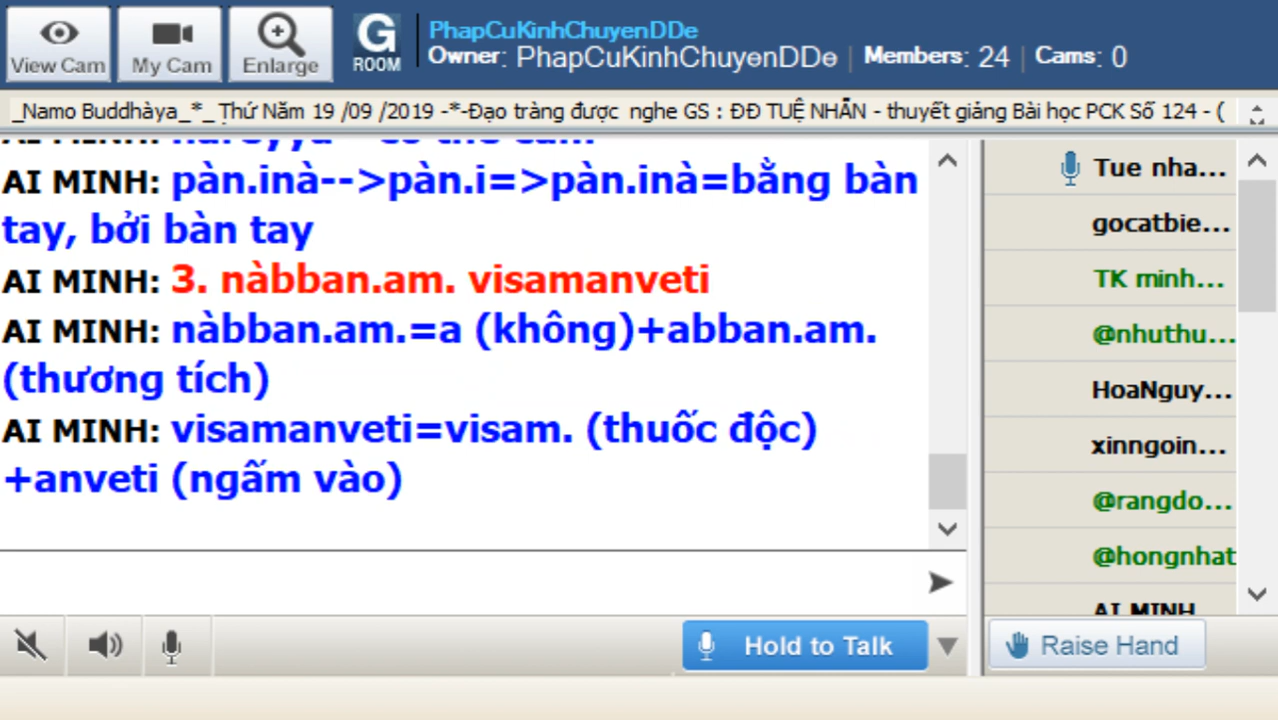 PhapCuKinhChuyenDDe
View Cam
My Cam
Enlarge
G
ROOM
Owner: PhapCuKinhChuyenDDe | Members: 24 | Cams: 0
_Namo Buddhàya_*_ Thứ Năm 19 /09 /2019 -*-Đạo tràng được nghe GS : ĐĐ TUỆ NHẪN - thuyết giảng Bài học PCK Số 124 - (
AI MINH:
AI MINH: pàn.inà-->pàn.i=>pàn.inà=bằng bàn
tay, bởi bàn tay
AI MINH: 3. nàbban.am. visamanveti
AI MINH: nàbban.am.=a (không)+abban.am.
(thương tích)
AI MINH: visamanveti=visam. (thuốc độc)
+anveti (ngấm vào)
Tue nha...
gocatbie...
TK minh...
@nhuthu...
HoaNguy...
xinngoin...
@rangdo...
@hongnhat
AI MINH
Hold to Talk
Raise Hand